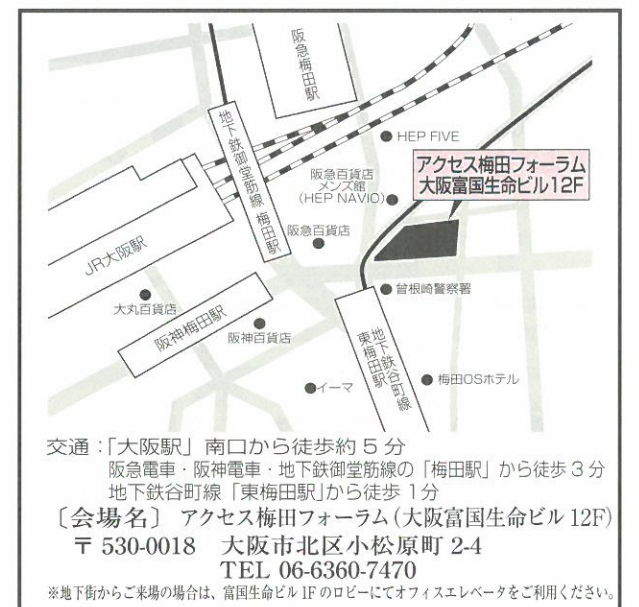 阪急梅田駅
地下鉄御堂筋線 梅田駅
HEP FIVE
阪急百貨店
メンズ館
(HEP NAVIO)
アクセス梅田フォーラム
大阪富国生命ビル12F
阪急百貨店
JR大阪駅
曽根崎警察署
大丸百貨店
阪神梅田駅
阪神百貨店
地下鉄谷町線
東梅田駅
イーマ
梅田OSホテル
交通：「大阪駅」南口から徒歩約5分
阪急電車・阪神電車・地下鉄御堂筋線の「梅田駅」から徒歩3分
地下鉄谷町線「東梅田駅」から徒歩1分
〔会場名〕アクセス梅田フォーラム(大阪富国生命ビル12F)
〒530-0018 大阪市北区小松原町2-4
TEL 06-6360-7470
※地下街からご来場の場合は、富国生命ビル1Fのロビーにてオフィスエレベータをご利用ください。